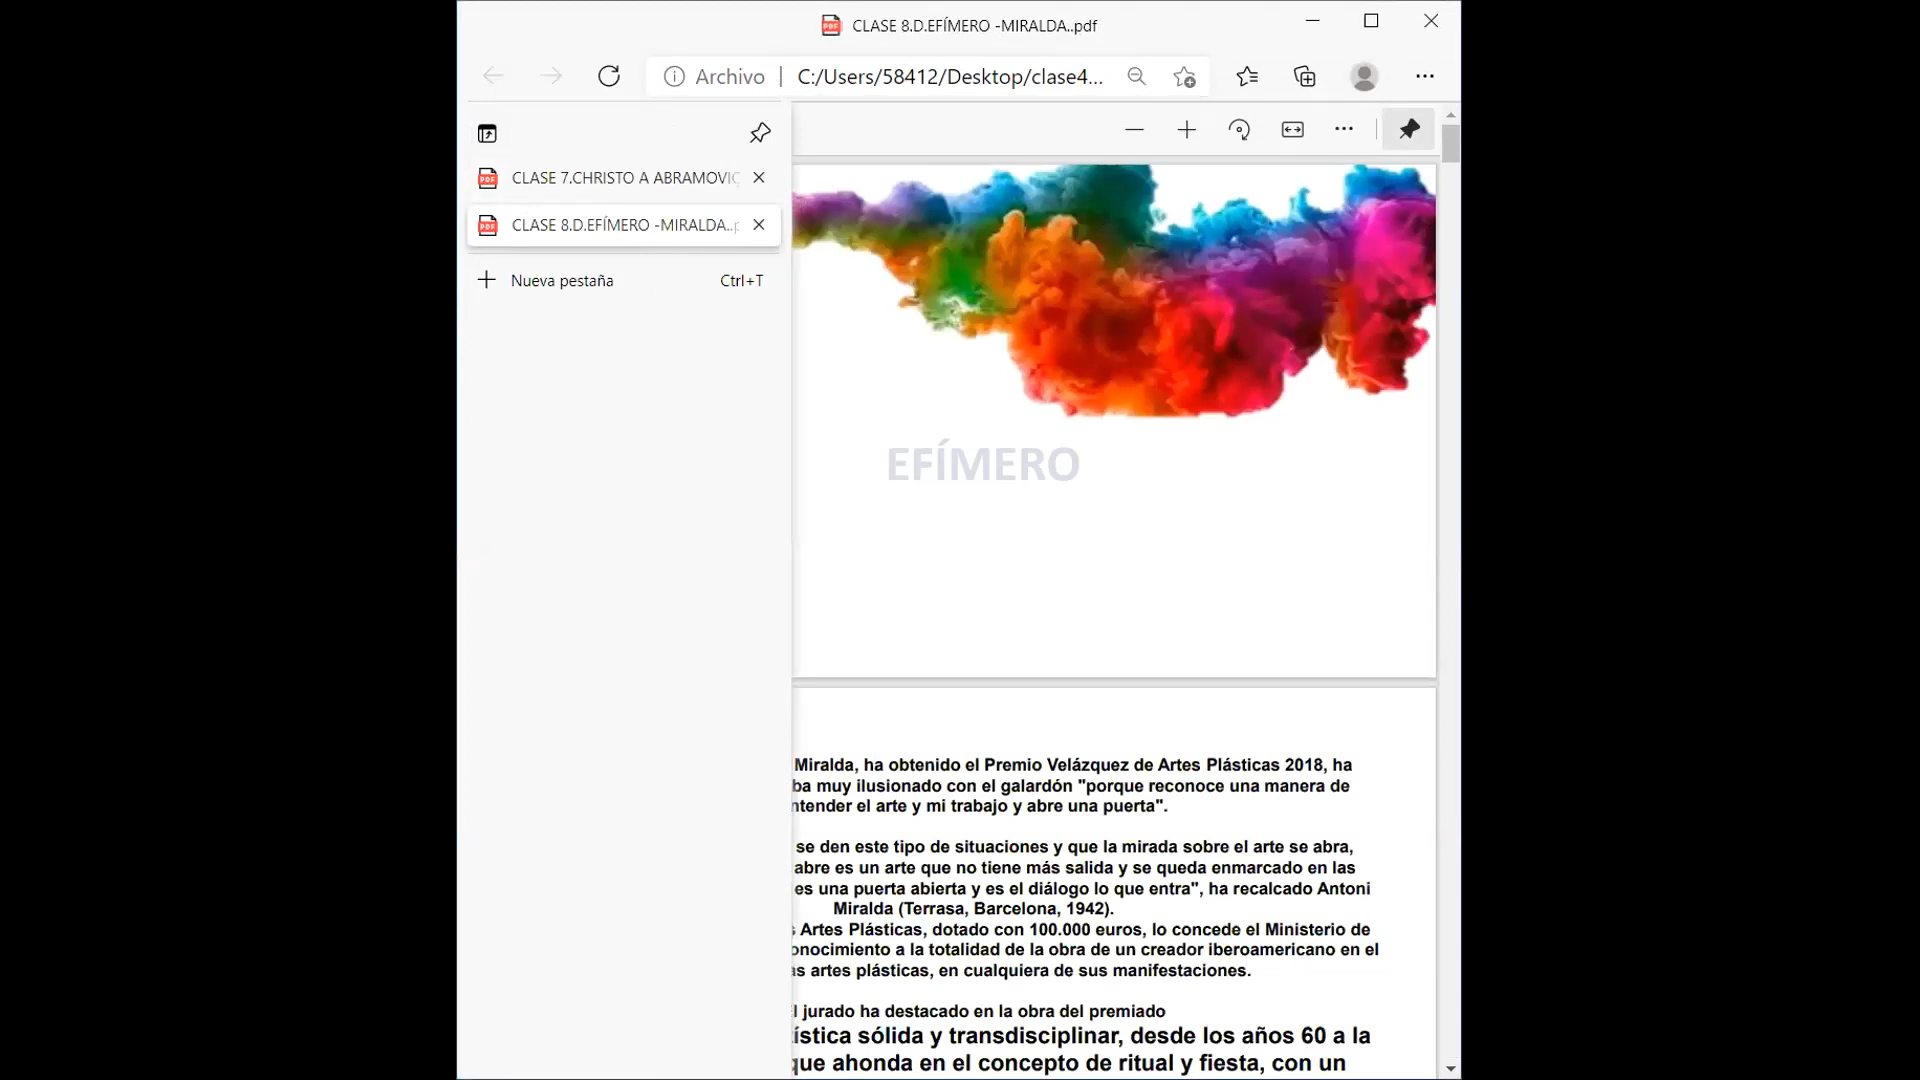 CLASE 8.D.EFÍMERO -MIRALDA..pdf
Archivo | C:/Users/58412/Desktop/clase4...
CLASE 7.CHRISTO A ABRAMOVIC
CLASE 8.D.EFÍMERO -MIRALDA..p
Nueva pestaña Ctrl+T
EFÍMERO
Miralda, ha obtenido el Premio Velázquez de Artes Plásticas 2018, ha
ba muy ilusionado con el galardón "porque reconoce una manera de
ntender el arte y mi trabajo y abre una puerta".
se den este tipo de situaciones y que la mirada sobre el arte se abra,
abre es un arte que no tiene más salida y se queda enmarcado en las
es una puerta abierta y es el diálogo lo que entra", ha recalcado Antoni
Miralda (Terrasa, Barcelona, 1942).
s Artes Plásticas, dotado con 100.000 euros, lo concede el Ministerio de
onocimiento a la totalidad de la obra de un creador iberoamericano en el
as artes plásticas, en cualquiera de sus manifestaciones.
l jurado ha destacado en la obra del premiado
ística sólida y transdisciplinar, desde los años 60 a la
que ahonda en el concepto de ritual y fiesta, con un